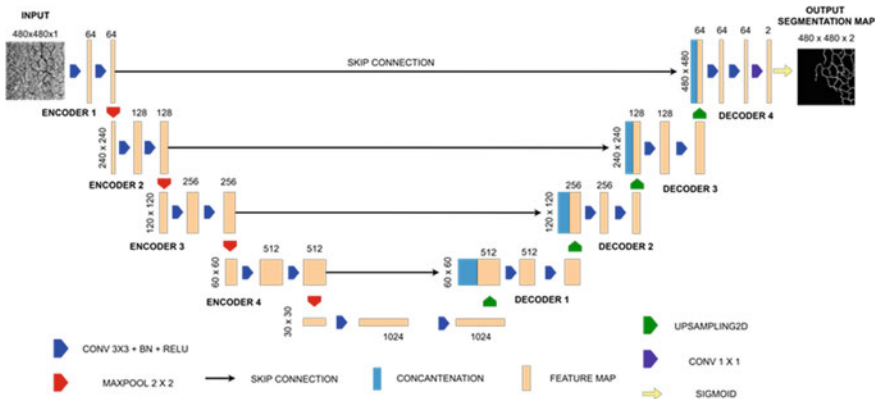 INPUT
480x480x1
64
64
SKIP CONNECTION
64
64
64
2
OUTPUT
SEGMENTATION MAP
480 x 480 x 2
480 x 480
ENCODER 1
DECODER 4
128
128
128
128
240 x 240
240 x 240
ENCODER 2
DECODER 3
256
256
256
256
120 x 120
120 x 120
ENCODER 3
DECODER 2
512
512
512
512
60 x 60
60 x 60
ENCODER 4
DECODER 1
30 x 30
1024
1024
CONV 3X3 + BN + RELU
MAXPOOL 2 X 2
SKIP CONNECTION
CONCANTENATION
FEATURE MAP
UPSAMPLING2D
CONV 1 X 1
SIGMOID